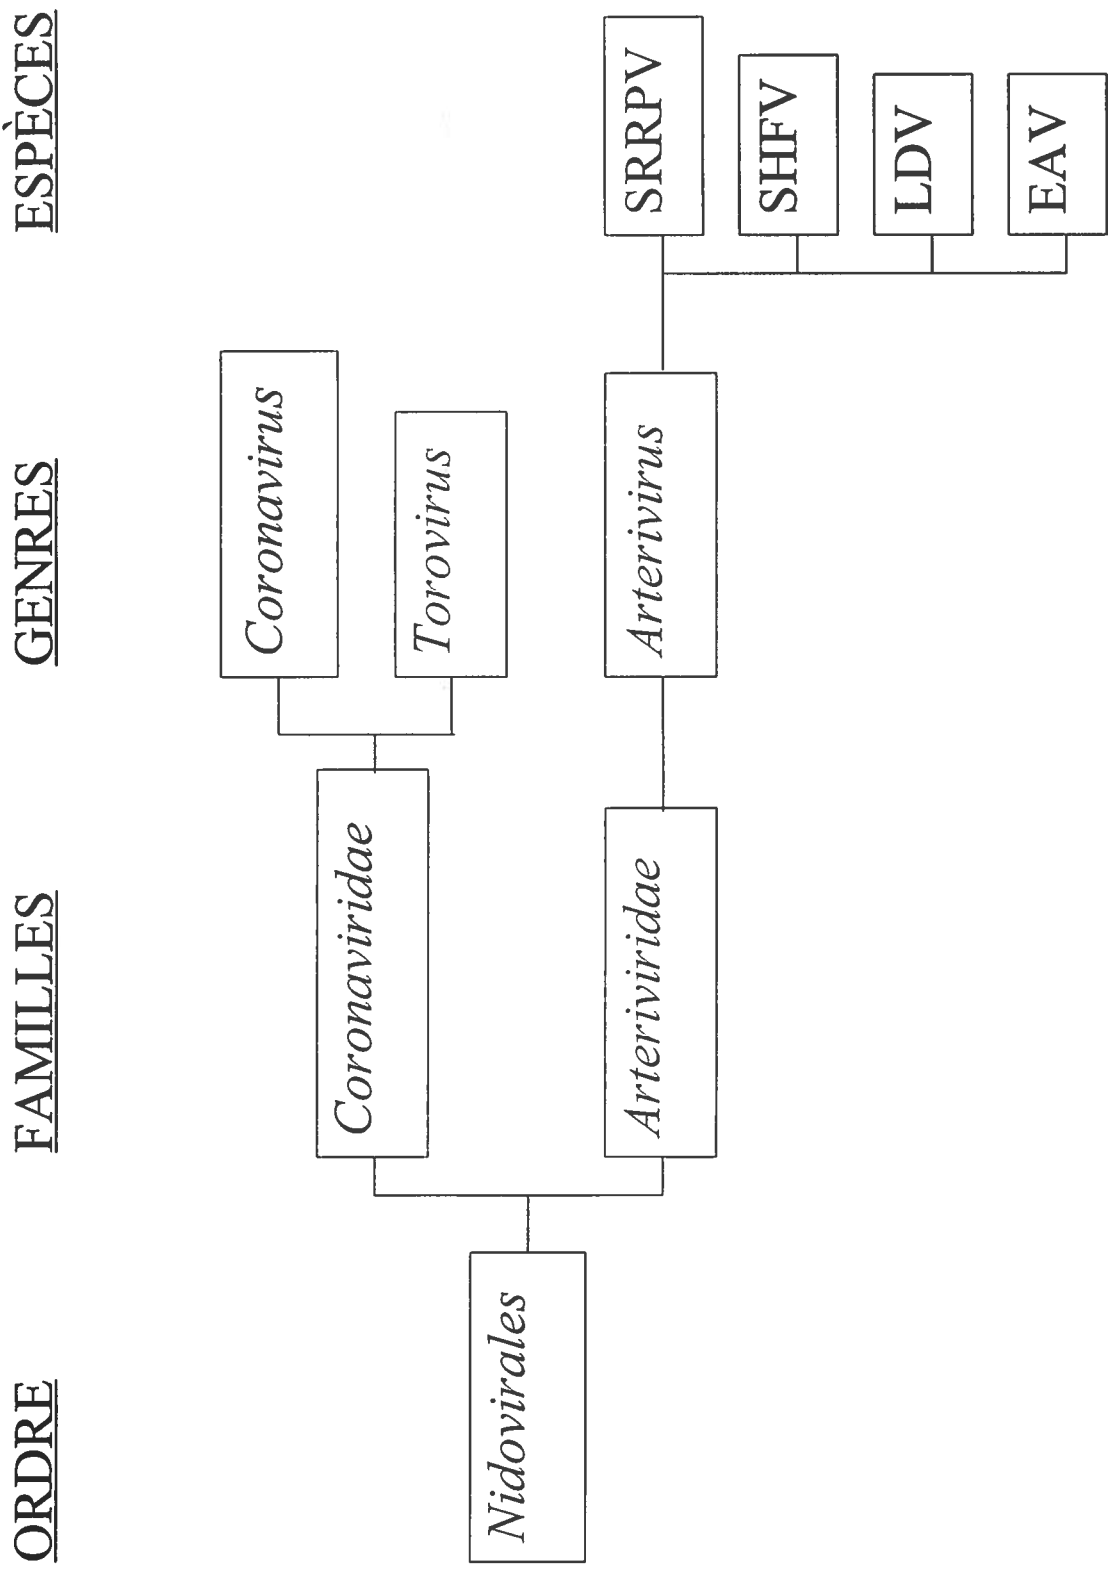 ORDRE
FAMILLES
GENRES
ESPÈCES
Nidovirales
Coronaviridae
Coronavirus
Torovirus
Arteriviridae
Arterivirus
SRRPV
SHFV
LDV
EAV